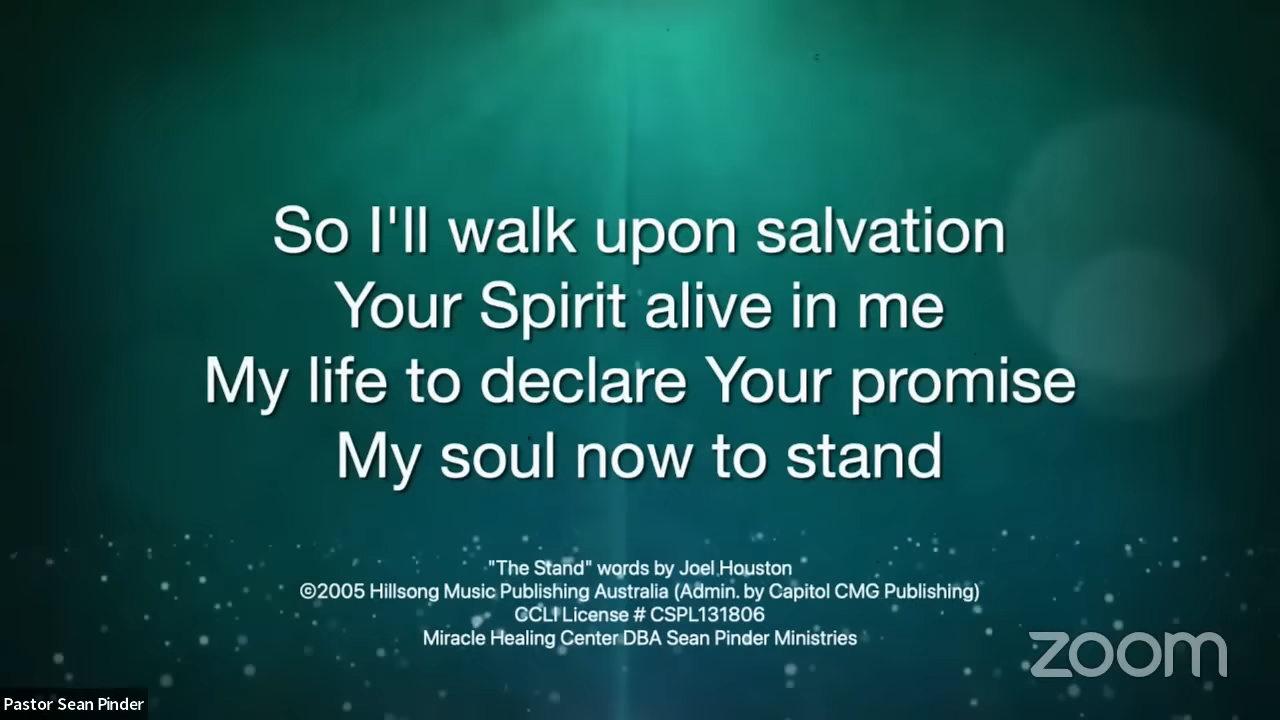 So I'll walk upon salvation
Your Spirit alive in me
My life to declare Your promise
My soul now to stand
"The Stand" words by Joel Houston
©2005 Hillsong Music Publishing Australia (Admin. by Capitol CMG Publishing)
CCLI License # CSPL131806
Miracle Healing Center DBA Sean Pinder Ministries
zoom
Pastor Sean Pinder